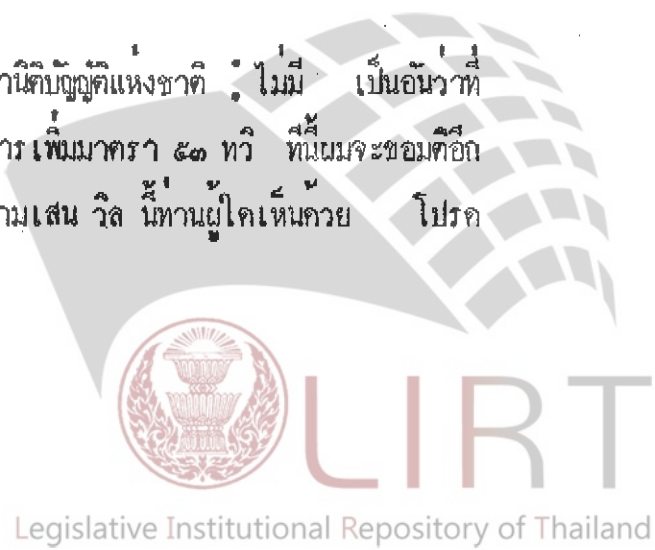 านิติบัญญัติแห่งชาติ ? ไม่มี เป็นอันว่าที่
าร เพิ่มมาตรา ๕๓ ทวิ ที่นี้ผมจะขอมติอีก
ามเสน วิล นี้ท่านผู้ใดเห็นด้วย โปรด
LIRT
Legislative Institutional Repository of Thailand